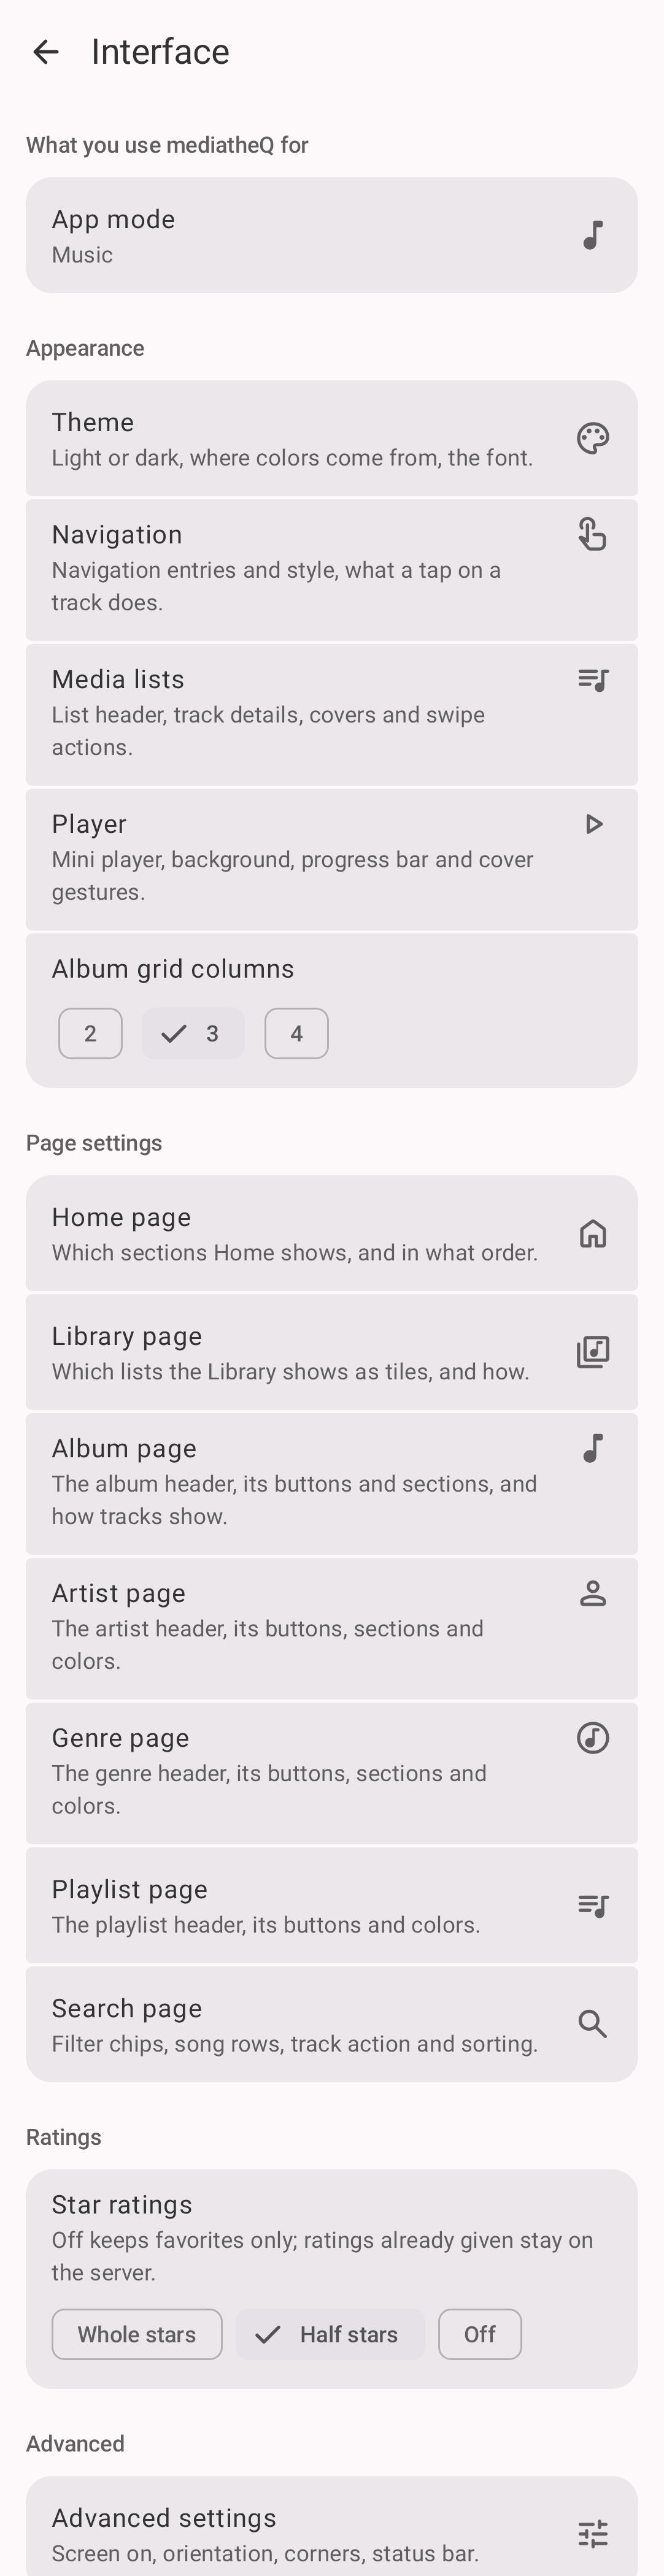 Interface
What you use mediatheQ for
App mode
Music
Appearance
Theme
Light or dark, where colors come from, the font.
Navigation
Navigation entries and style, what a tap on a
track does.
Media lists
List header, track details, covers and swipe
actions.
Player
Mini player, background, progress bar and cover
gestures.
Album grid columns
2 3 4
Page settings
Home page
Which sections Home shows, and in what order.
Library page
Which lists the Library shows as tiles, and how.
Album page
The album header, its buttons and sections, and
how tracks show.
Artist page
The artist header, its buttons, sections and
colors.
Genre page
The genre header, its buttons, sections and
colors.
Playlist page
The playlist header, its buttons and colors.
Search page
Filter chips, song rows, track action and sorting.
Ratings
Star ratings
Off keeps favorites only; ratings already given stay on
the server.
Whole stars Half stars Off
Advanced
Advanced settings
Screen on, orientation, corners, status bar.